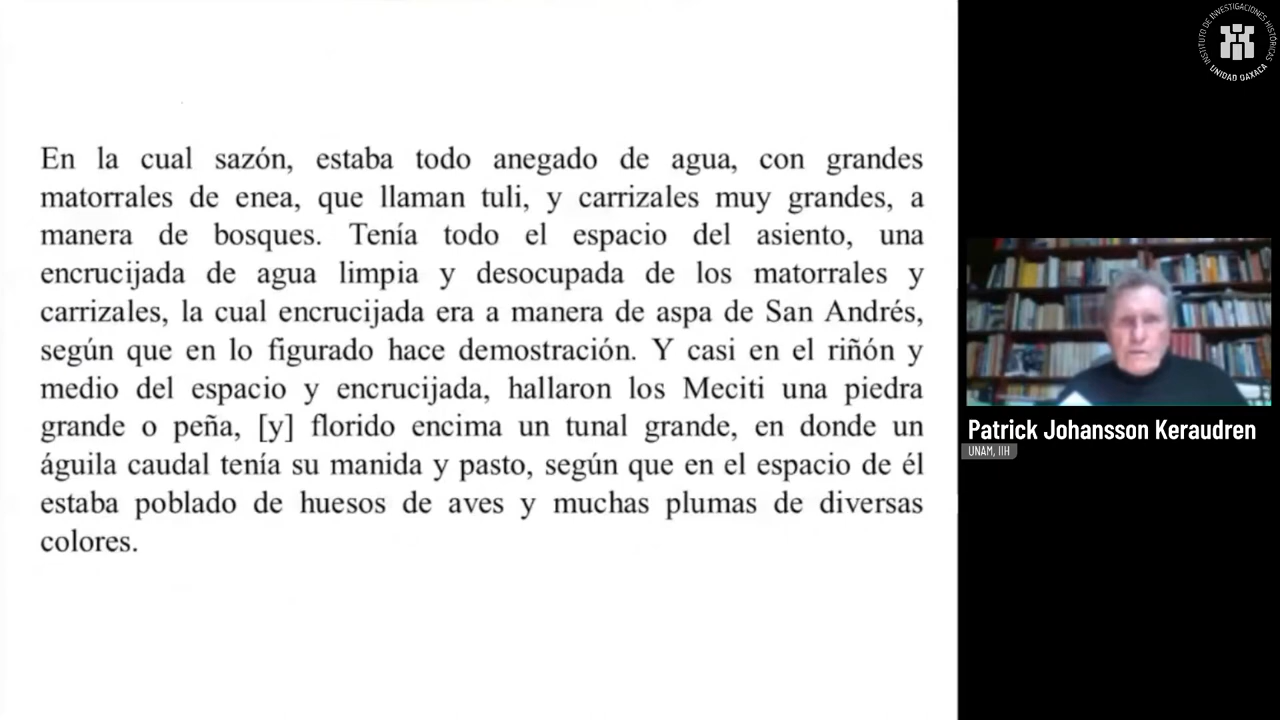 En la cual sazón, estaba todo anegado de agua, con grandes
matorrales de enea, que llaman tuli, y carrizales muy grandes, a
manera de bosques. Tenía todo el espacio del asiento, una
encrucijada de agua limpia y desocupada de los matorrales y
carrizales, la cual encrucijada era a manera de aspa de San Andrés,
según que en lo figurado hace demostración. Y casi en el riñón y
medio del espacio y encrucijada, hallaron los Meciti una piedra
grande o peña, [y] florido encima un tunal grande, en donde un
águila caudal tenía su manida y pasto, según que en el espacio de él
estaba poblado de huesos de aves y muchas plumas de diversas
colores.
INSTITUTO DE INVESTIGACIONES HISTÓRICAS
UNIDAD OAXACA
Patrick Johansson Keraudren
UNAM, IIH